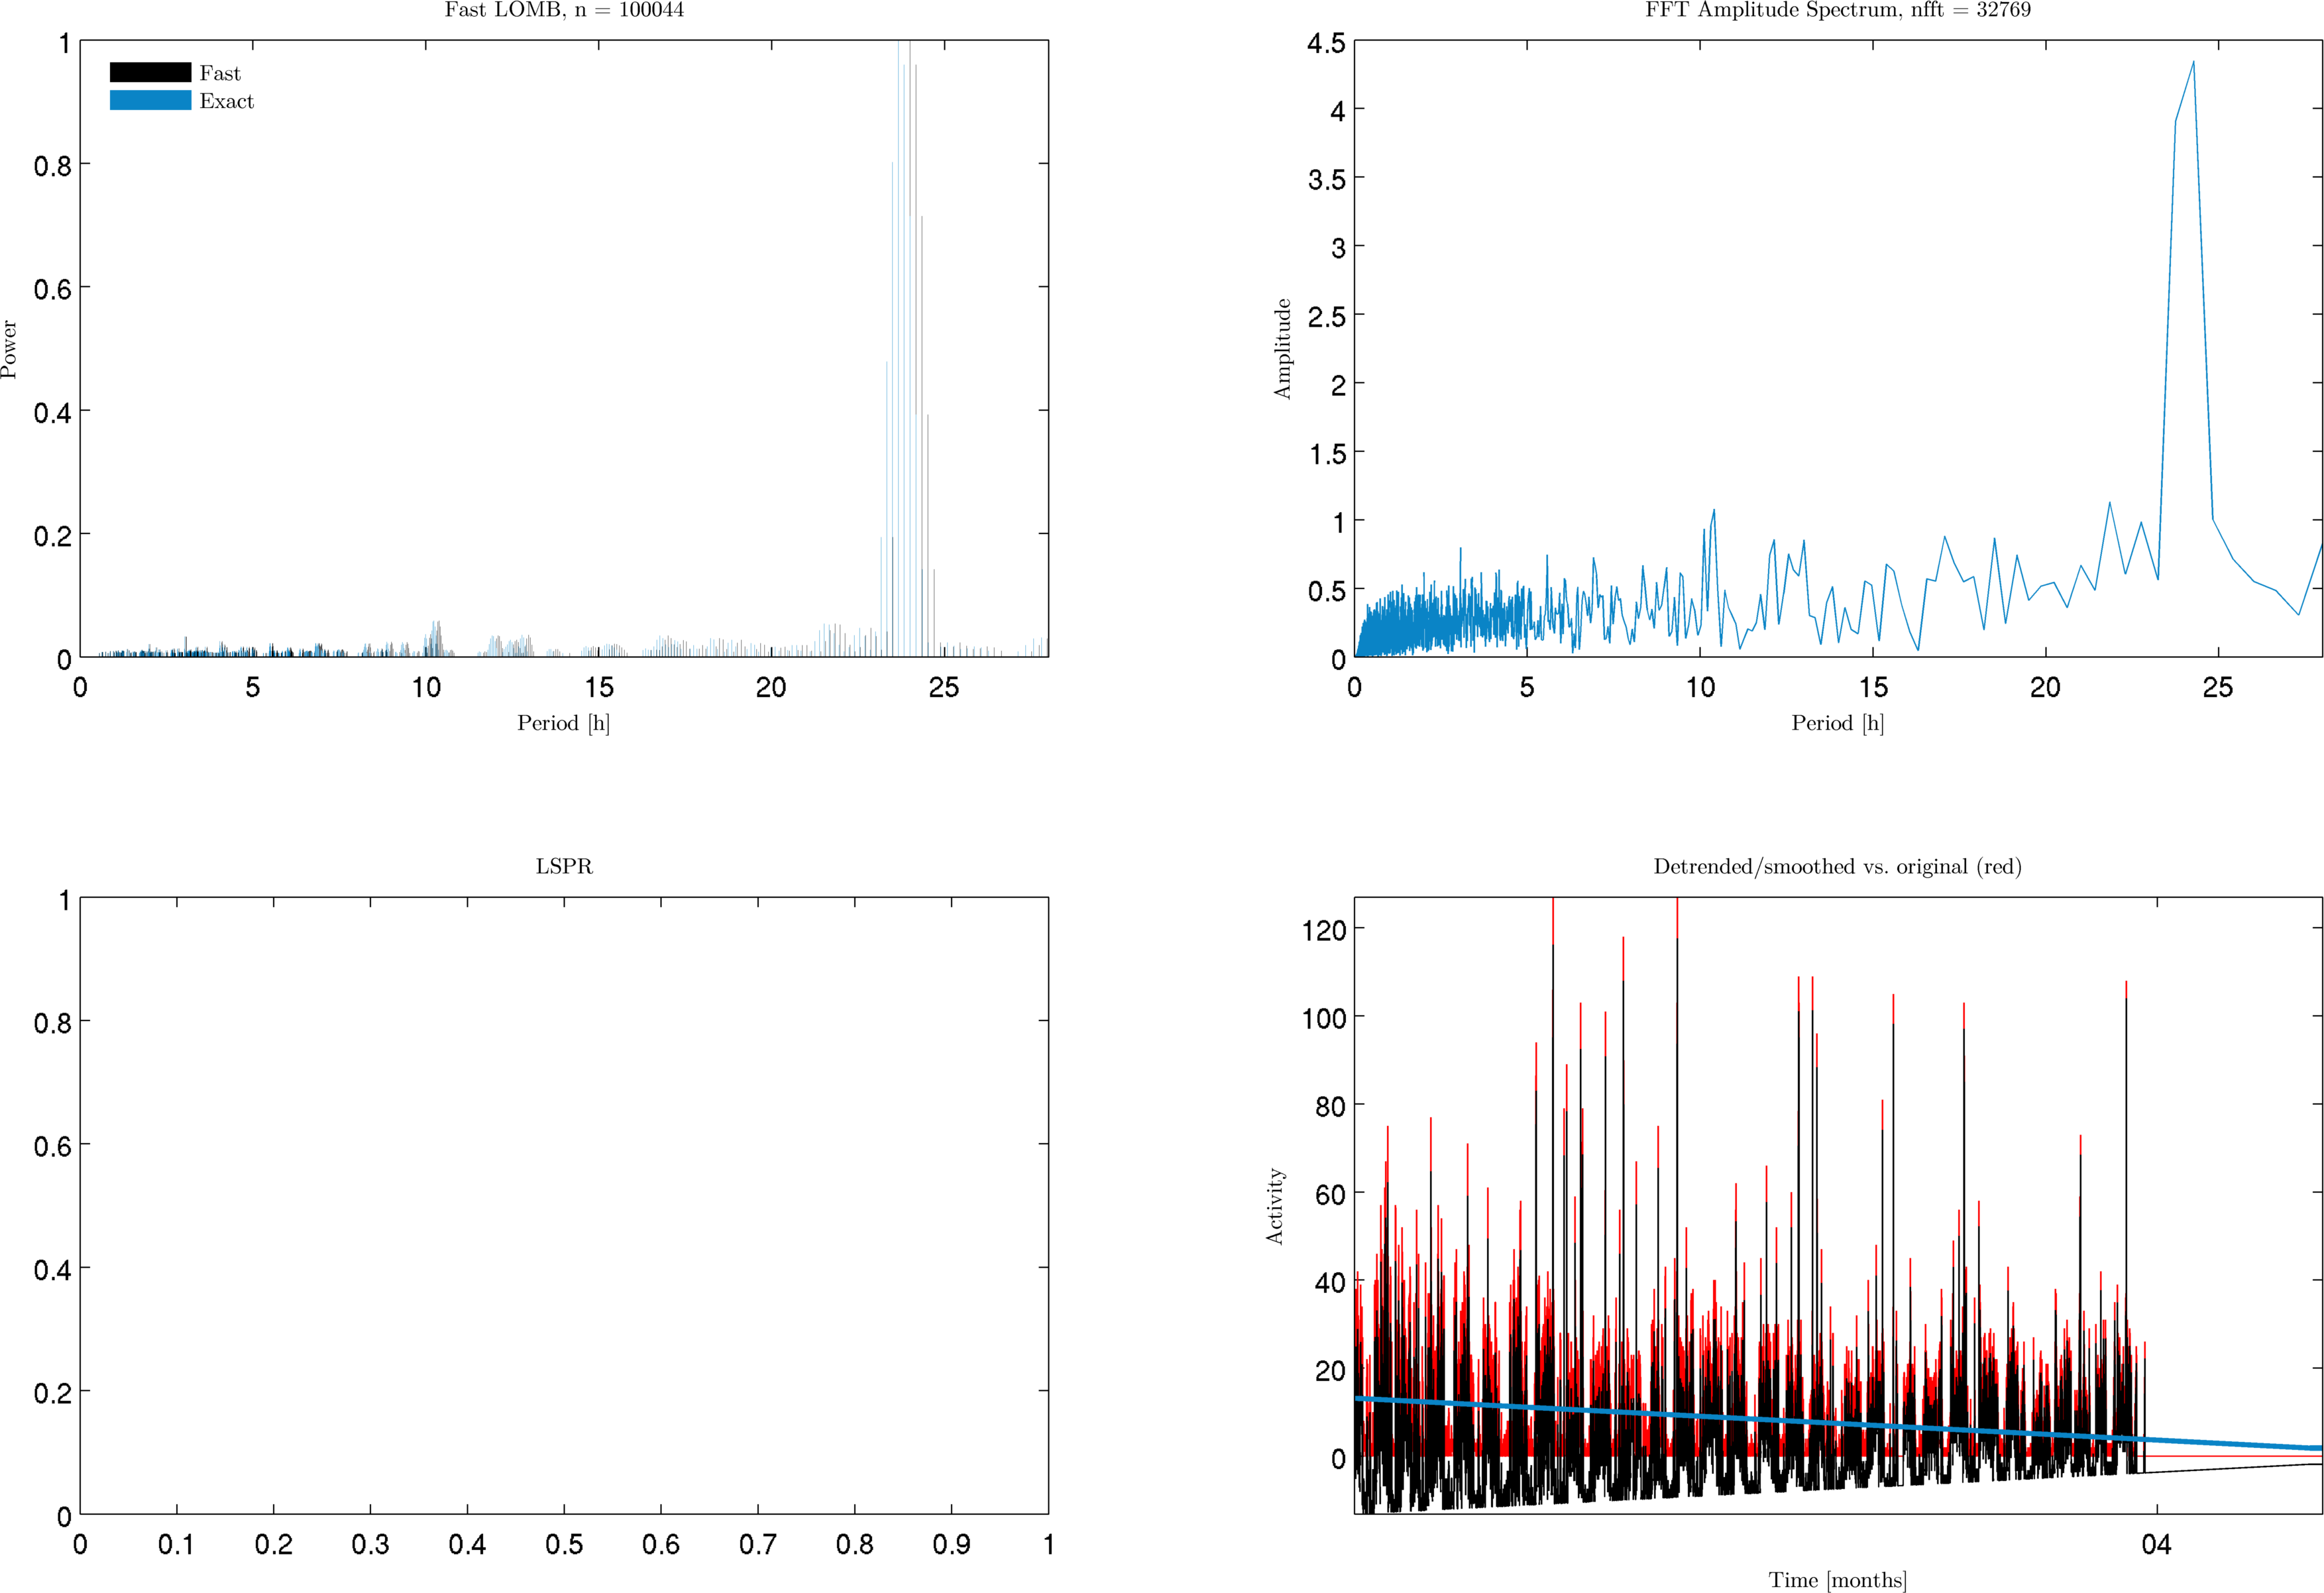 Fast LOMB, n = 100044
1
0.8
0.6
0.4
0.2
0
Power
Fast
Exact
0 5 10 15 20 25
Period [h]
FFT Amplitude Spectrum, nfft = 32769
4.5
4
3.5
3
2.5
2
1.5
1
0.5
0
Amplitude
0 5 10 15 20 25
Period [h]
LSPR
1
0.8
0.6
0.4
0.2
0
0 0.1 0.2 0.3 0.4 0.5 0.6 0.7 0.8 0.9 1
Detrended/smoothed vs. original (red)
120
100
80
60
40
20
0
Activity
04
Time [months]